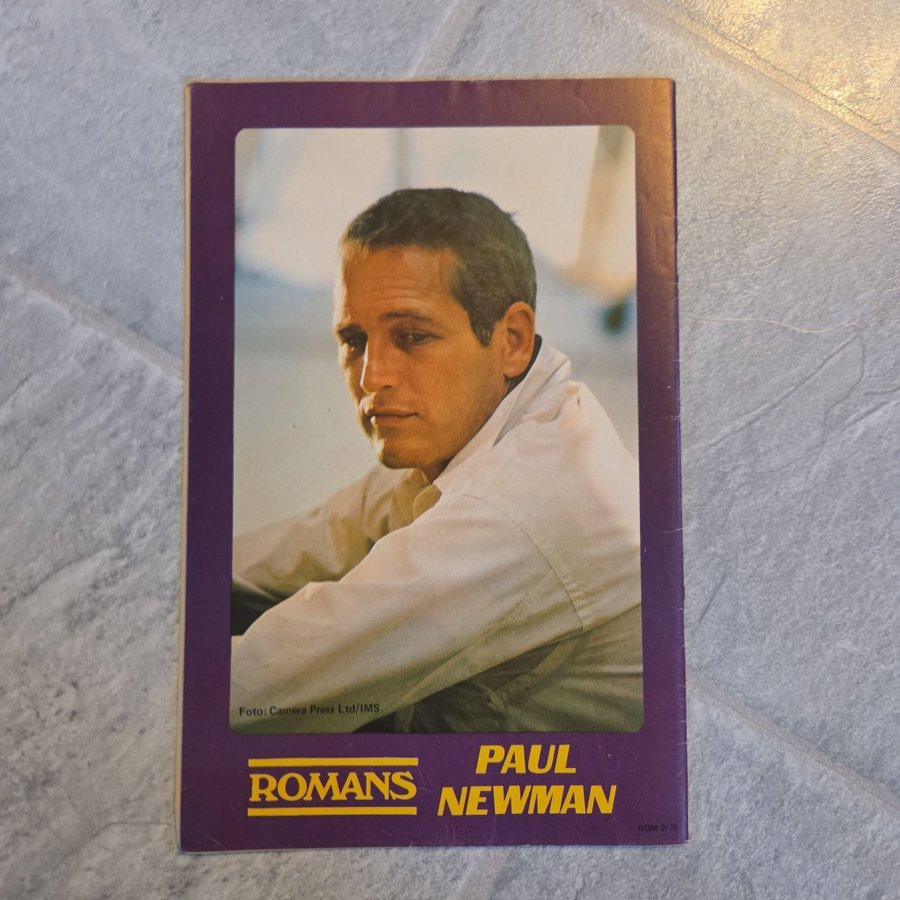 Foto: Camera Press Ltd/IMS
ROMANS
PAUL
NEWMAN
ROM 3/70